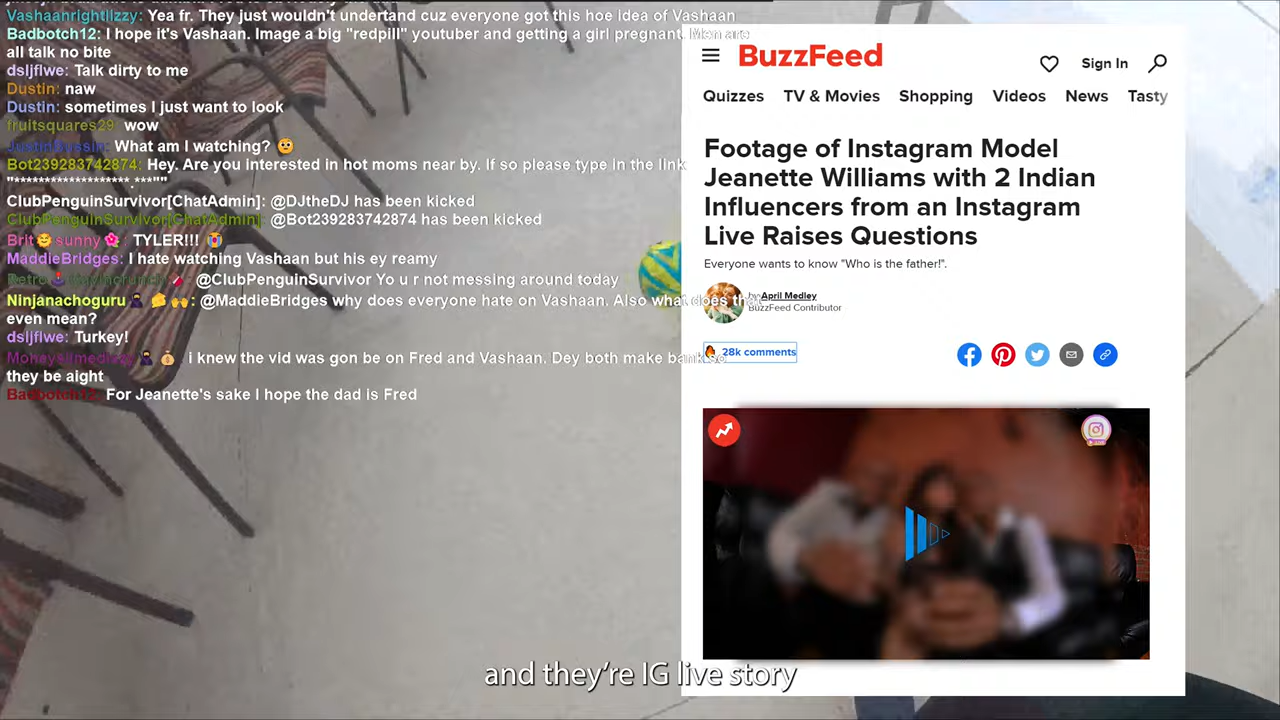 Vashaanrightlizzy: Yea fr. They just wouldn't undertand cuz everyone got this hoe idea of Vashaan
Badbotch12: I hope it's Vashaan. Image a big "redpill" youtuber and getting a girl pregnant. Men are
all talk no bite
dsljflwe: Talk dirty to me
Dustin: naw
Dustin: sometimes I just want to look
fruitsquares29: wow
JustinBussin: What am I watching? 🥺
Bot239283742874: Hey. Are you interested in hot moms near by. If so please type in the link
"*******************.***""
ClubPenguinSurvivor[ChatAdmin]: @DJtheDJ has been kicked
ClubPenguinSurvivor[ChatAdmin]: @Bot239283742874 has been kicked
Brit🌞sunny🌸: TYLER!!! 😭
MaddieBridges: I hate watching Vashaan but his ey reamy
@ClubPenguinSurvivor Yo u r not messing around today
Ninjanachoguru🥷🧀🙌: @MaddieBridges why does everyone hate on Vashaan. Also what does that
even mean?
dsljflwe: Turkey!
i knew the vid was gon be on Fred and Vashaan. Dey both make bank so
they be aight
Badbotch12: For Jeanette's sake I hope the dad is Fred
BuzzFeed
Sign In
Quizzes TV & Movies Shopping Videos News Tasty
Footage of Instagram Model
Jeanette Williams with 2 Indian
Influencers from an Instagram
Live Raises Questions
Everyone wants to know "Who is the father!".
by April Medley
BuzzFeed Contributor
28k comments
and they're IG live story